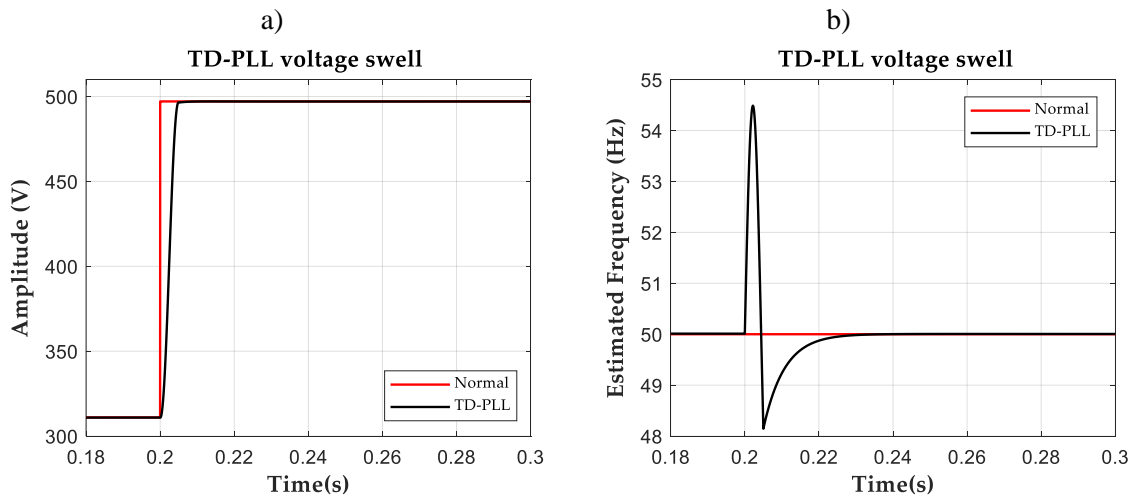 a)
TD-PLL voltage swell
500
450
400
350
300
0.18
0.2
0.22
0.24
0.26
0.28
0.3
Amplitude (V)
Time(s)
Normal
TD-PLL
b)
TD-PLL voltage swell
55
54
53
52
51
50
49
48
0.18
0.2
0.22
0.24
0.26
0.28
0.3
Estimated Frequency (Hz)
Time(s)
Normal
TD-PLL